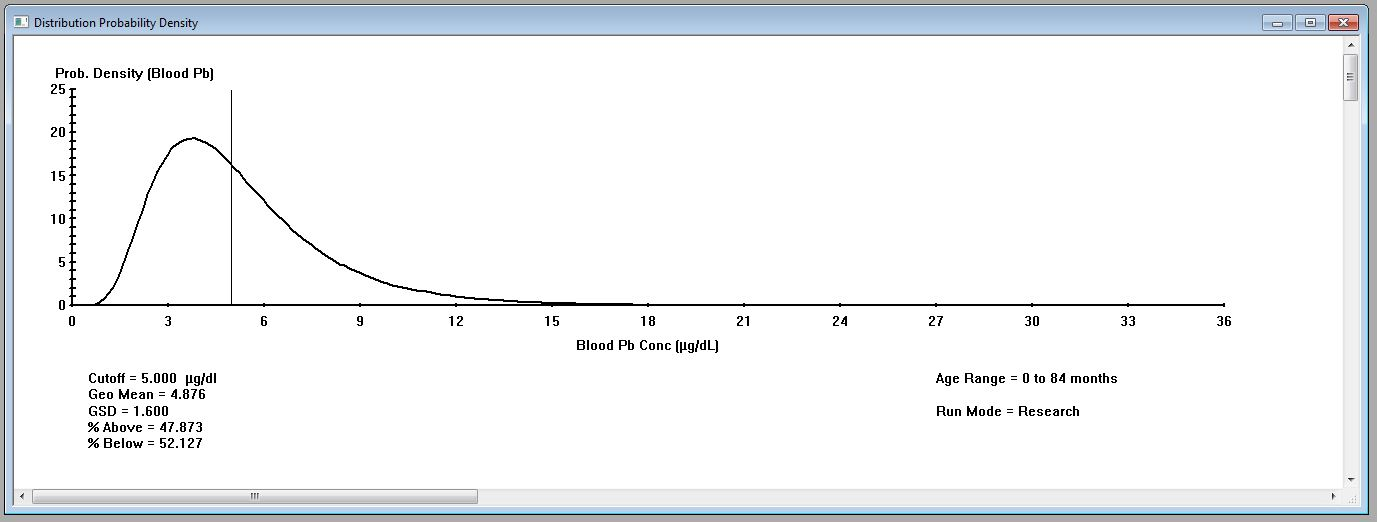 Distribution Probability Density
Prob. Density (Blood Pb)
25
20
15
10
5
0
0 3 6 9 12 15 18 21 24 27 30 33 36
Blood Pb Conc (µg/dL)
Cutoff = 5.000 µg/dl
Geo Mean = 4.876
GSD = 1.600
% Above = 47.873
% Below = 52.127
Age Range = 0 to 84 months
Run Mode = Research